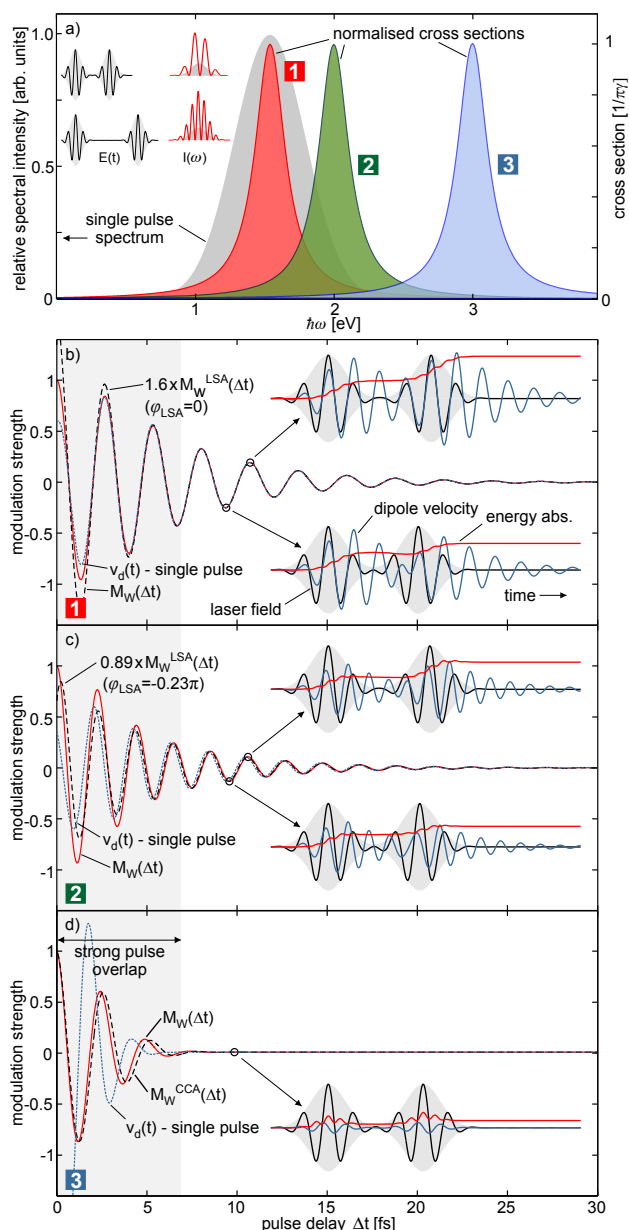 a)
normalised cross sections
1.0
0.5
0
relative spectral intensity [arb. units]
E(t)
I(ω)
single pulse
spectrum
1
2
3
1
0
cross section [1/πγ]
1
2
3
ħω [eV]
b)
1.6 x M_W^LSA(Δt)
(φ_LSA=0)
1
0.5
0
-0.5
-1
modulation strength
v_d(t) - single pulse
M_W(Δt)
1
dipole velocity
energy abs.
laser field
time
c)
0.89 x M_W^LSA(Δt)
(φ_LSA=-0.23π)
1
0.5
0
-0.5
-1
modulation strength
v_d(t) - single pulse
M_W(Δt)
2
d)
strong pulse
overlap
1
0.5
0
-0.5
-1
modulation strength
M_W(Δt)
M_W^CCA(Δt)
v_d(t) - single pulse
3
0
5
10
15
20
25
30
pulse delay Δt [fs]